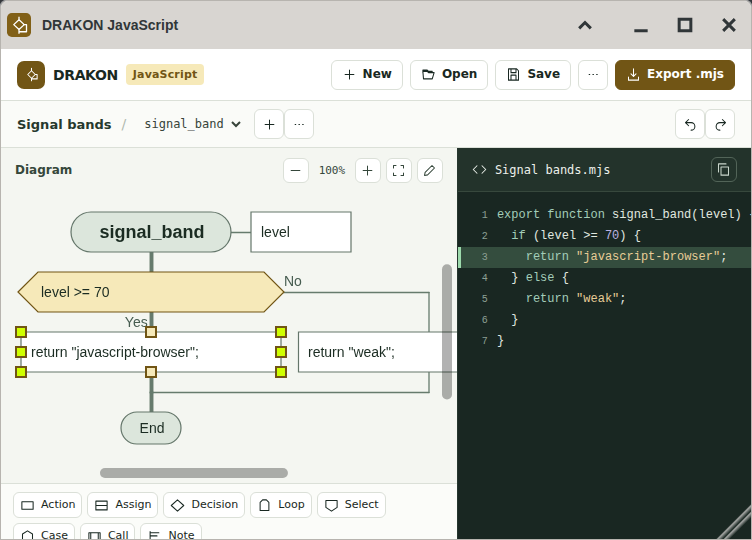 DRAKON JavaScript
DRAKON JavaScript New Open Save ... Export .mjs
Signal bands / signal_band ...
Diagram 100%
signal_band level
level >= 70 No
Yes
return "javascript-browser"; return "weak";
End
Action Assign Decision Loop Select
Case Call Note
Signal bands.mjs
1 export function signal_band(level)
2 if (level >= 70) {
3 return "javascript-browser";
4 } else {
5 return "weak";
6 }
7 }